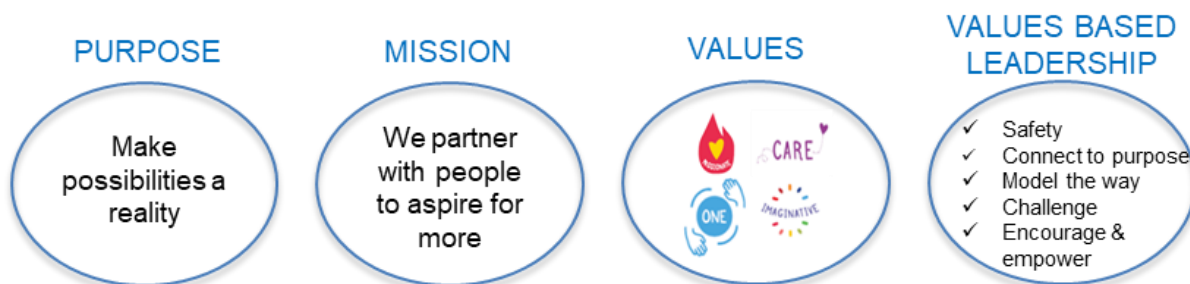 PURPOSE
Make
possibilities a
reality
MISSION
We partner
with people
to aspire for
more
VALUES
PASSIONATE
CARE
ONE
IMAGINATIVE
VALUES BASED
LEADERSHIP
✓ Safety
✓ Connect to purpose
✓ Model the way
✓ Challenge
✓ Encourage &
empower